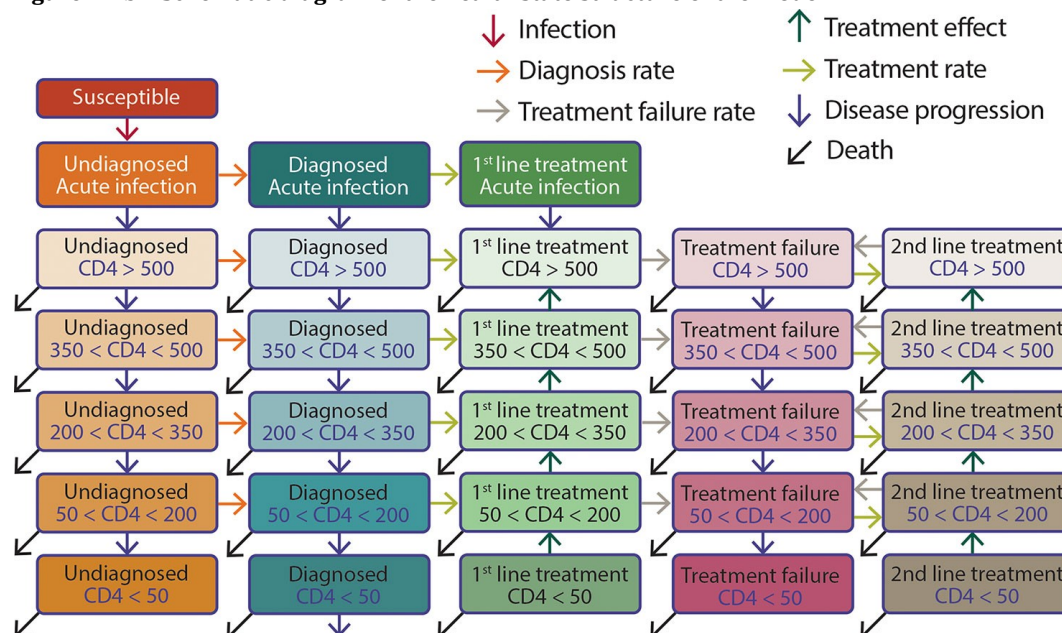 Infection
Diagnosis rate
Treatment failure rate
Treatment effect
Treatment rate
Disease progression
Death
Susceptible
Undiagnosed
Acute infection
Diagnosed
Acute infection
1st line treatment
Acute infection
Undiagnosed
CD4 > 500
Diagnosed
CD4 > 500
1st line treatment
CD4 > 500
Treatment failure
CD4 > 500
2nd line treatment
CD4 > 500
Undiagnosed
350 < CD4 < 500
Diagnosed
350 < CD4 < 500
1st line treatment
350 < CD4 < 500
Treatment failure
350 < CD4 < 500
2nd line treatment
350 < CD4 < 500
Undiagnosed
200 < CD4 < 350
Diagnosed
200 < CD4 < 350
1st line treatment
200 < CD4 < 350
Treatment failure
200 < CD4 < 350
2nd line treatment
200 < CD4 < 350
Undiagnosed
50 < CD4 < 200
Diagnosed
50 < CD4 < 200
1st line treatment
50 < CD4 < 200
Treatment failure
50 < CD4 < 200
2nd line treatment
50 < CD4 < 200
Undiagnosed
CD4 < 50
Diagnosed
CD4 < 50
1st line treatment
CD4 < 50
Treatment failure
CD4 < 50
2nd line treatment
CD4 < 50